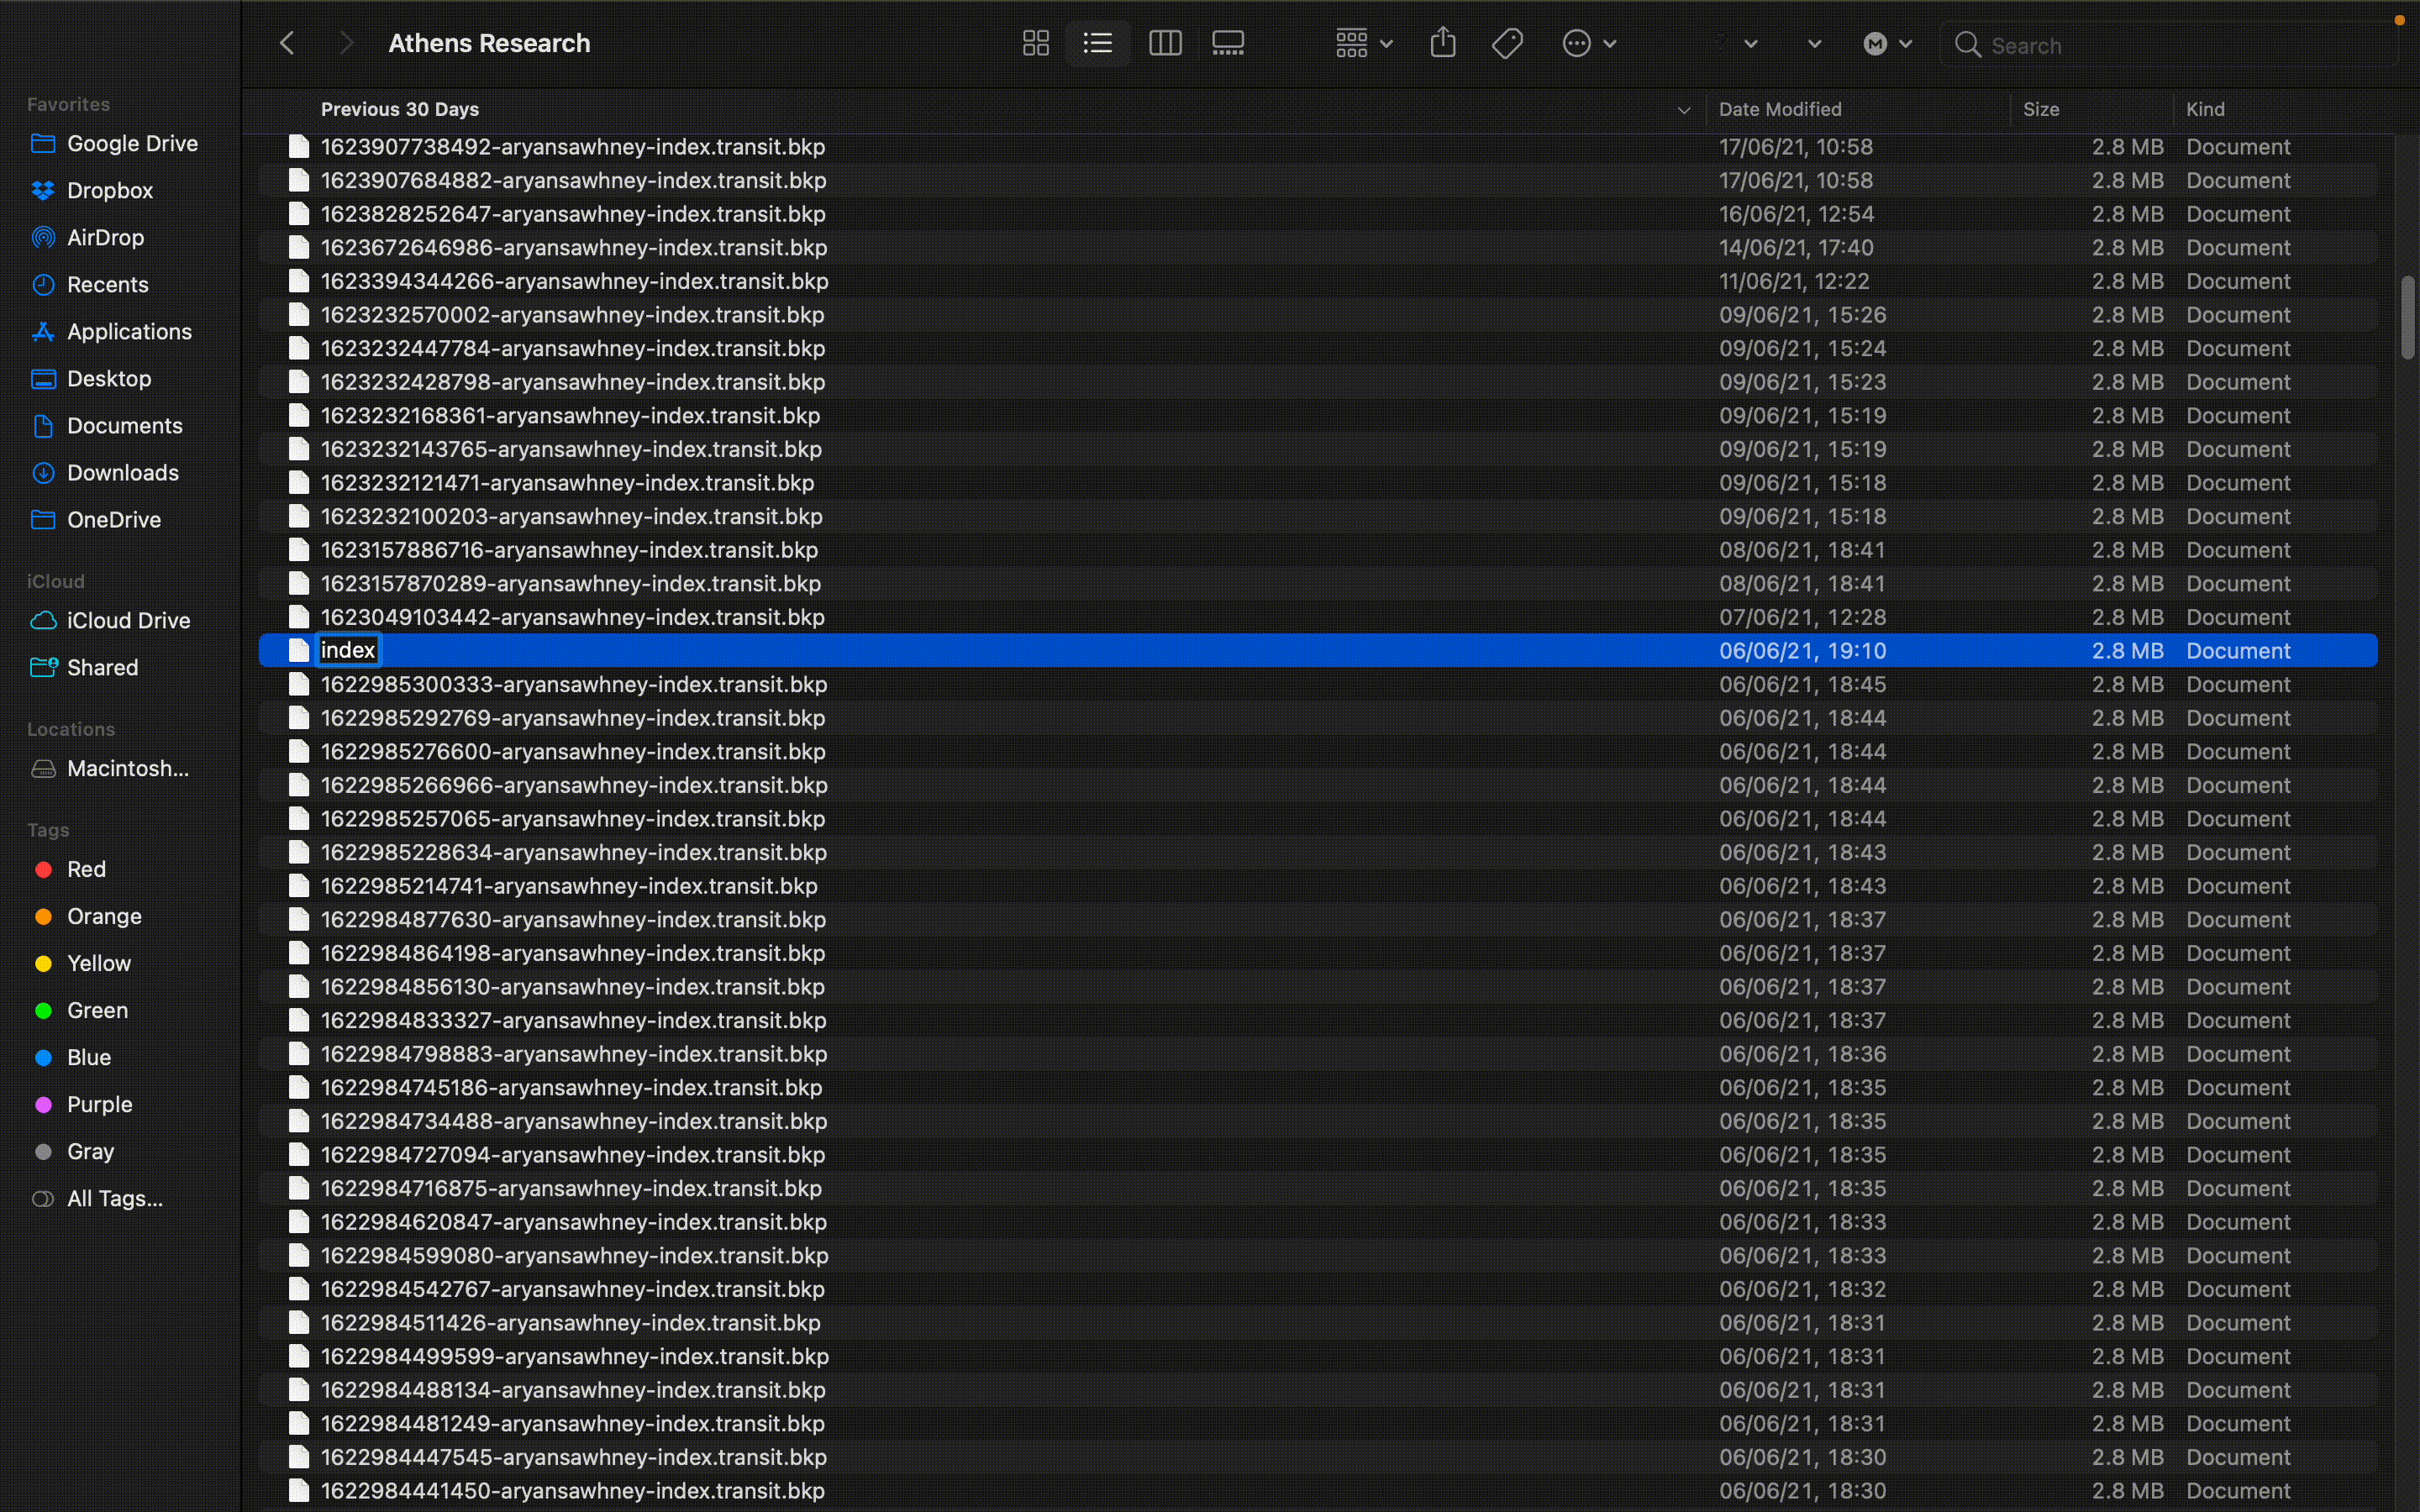 Athens Research
Search
Favorites
Google Drive
Dropbox
AirDrop
Recents
Applications
Desktop
Documents
Downloads
OneDrive
iCloud
iCloud Drive
Shared
Locations
Macintosh...
Tags
Red
Orange
Yellow
Green
Blue
Purple
Gray
All Tags...
Previous 30 Days Date Modified Size Kind
1623907738492-aryansawhney-index.transit.bkp 17/06/21, 10:58 2.8 MB Document
1623907684882-aryansawhney-index.transit.bkp 17/06/21, 10:58 2.8 MB Document
1623828252647-aryansawhney-index.transit.bkp 16/06/21, 12:54 2.8 MB Document
1623672646986-aryansawhney-index.transit.bkp 14/06/21, 17:40 2.8 MB Document
1623394344266-aryansawhney-index.transit.bkp 11/06/21, 12:22 2.8 MB Document
1623232570002-aryansawhney-index.transit.bkp 09/06/21, 15:26 2.8 MB Document
1623232447784-aryansawhney-index.transit.bkp 09/06/21, 15:24 2.8 MB Document
1623232428798-aryansawhney-index.transit.bkp 09/06/21, 15:23 2.8 MB Document
1623232168361-aryansawhney-index.transit.bkp 09/06/21, 15:19 2.8 MB Document
1623232143765-aryansawhney-index.transit.bkp 09/06/21, 15:19 2.8 MB Document
1623232121471-aryansawhney-index.transit.bkp 09/06/21, 15:18 2.8 MB Document
1623232100203-aryansawhney-index.transit.bkp 09/06/21, 15:18 2.8 MB Document
1623157886716-aryansawhney-index.transit.bkp 08/06/21, 18:41 2.8 MB Document
1623157870289-aryansawhney-index.transit.bkp 08/06/21, 18:41 2.8 MB Document
1623049103442-aryansawhney-index.transit.bkp 07/06/21, 12:28 2.8 MB Document
index 06/06/21, 19:10 2.8 MB Document
1622985300333-aryansawhney-index.transit.bkp 06/06/21, 18:45 2.8 MB Document
1622985292769-aryansawhney-index.transit.bkp 06/06/21, 18:44 2.8 MB Document
1622985276600-aryansawhney-index.transit.bkp 06/06/21, 18:44 2.8 MB Document
1622985266966-aryansawhney-index.transit.bkp 06/06/21, 18:44 2.8 MB Document
1622985257065-aryansawhney-index.transit.bkp 06/06/21, 18:44 2.8 MB Document
1622985228634-aryansawhney-index.transit.bkp 06/06/21, 18:43 2.8 MB Document
1622985214741-aryansawhney-index.transit.bkp 06/06/21, 18:43 2.8 MB Document
1622984877630-aryansawhney-index.transit.bkp 06/06/21, 18:37 2.8 MB Document
1622984864198-aryansawhney-index.transit.bkp 06/06/21, 18:37 2.8 MB Document
1622984856130-aryansawhney-index.transit.bkp 06/06/21, 18:37 2.8 MB Document
1622984833327-aryansawhney-index.transit.bkp 06/06/21, 18:37 2.8 MB Document
1622984798883-aryansawhney-index.transit.bkp 06/06/21, 18:36 2.8 MB Document
1622984745186-aryansawhney-index.transit.bkp 06/06/21, 18:35 2.8 MB Document
1622984734488-aryansawhney-index.transit.bkp 06/06/21, 18:35 2.8 MB Document
1622984727094-aryansawhney-index.transit.bkp 06/06/21, 18:35 2.8 MB Document
1622984716875-aryansawhney-index.transit.bkp 06/06/21, 18:35 2.8 MB Document
1622984620847-aryansawhney-index.transit.bkp 06/06/21, 18:33 2.8 MB Document
1622984599080-aryansawhney-index.transit.bkp 06/06/21, 18:33 2.8 MB Document
1622984542767-aryansawhney-index.transit.bkp 06/06/21, 18:32 2.8 MB Document
1622984511426-aryansawhney-index.transit.bkp 06/06/21, 18:31 2.8 MB Document
1622984499599-aryansawhney-index.transit.bkp 06/06/21, 18:31 2.8 MB Document
1622984488134-aryansawhney-index.transit.bkp 06/06/21, 18:31 2.8 MB Document
1622984481249-aryansawhney-index.transit.bkp 06/06/21, 18:31 2.8 MB Document
1622984447545-aryansawhney-index.transit.bkp 06/06/21, 18:30 2.8 MB Document
1622984441450-aryansawhney-index.transit.bkp 06/06/21, 18:30 2.8 MB Document